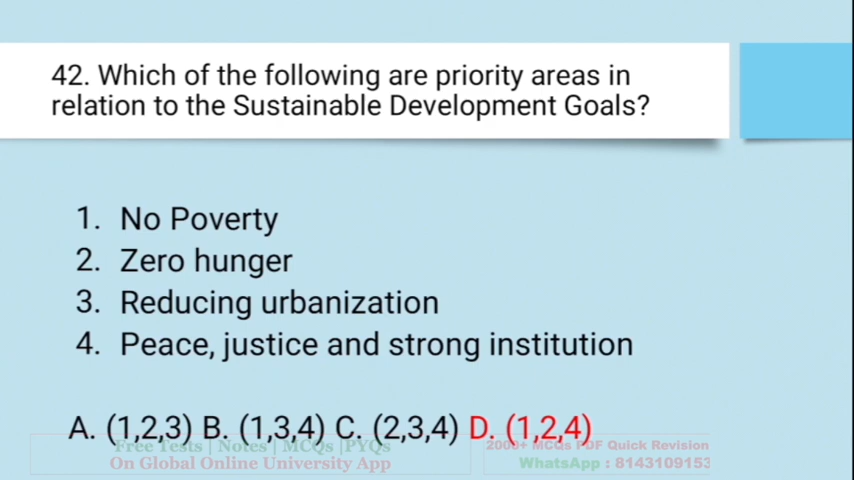 42. Which of the following are priority areas in
relation to the Sustainable Development Goals?
1. No Poverty
2. Zero hunger
3. Reducing urbanization
4. Peace, justice and strong institution
A. (1,2,3) B. (1,3,4) C. (2,3,4) D. (1,2,4)
Free Tests | Notes | MCQs |PYQs
On Global Online University App
2000+ MCQs PDF Quick Revision
WhatsApp : 8143109153